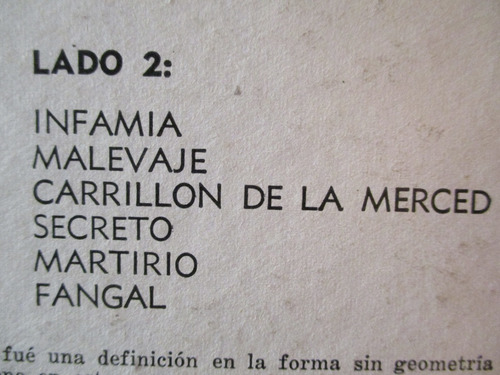 LADO 2:
INFAMIA
MALEVAJE
CARRILLON DE LA MERCED
SECRETO
MARTIRIO
FANGAL
fué una definición en la forma sin geometría